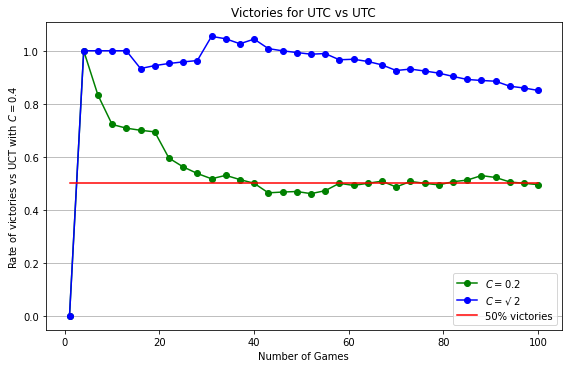 Victories for UTC vs UTC
Rate of victories vs UCT with C = 0.4
1.0
0.8
0.6
0.4
0.2
0.0
0 20 40 60 80 100
Number of Games
C = 0.2
C = √ 2
50% victories